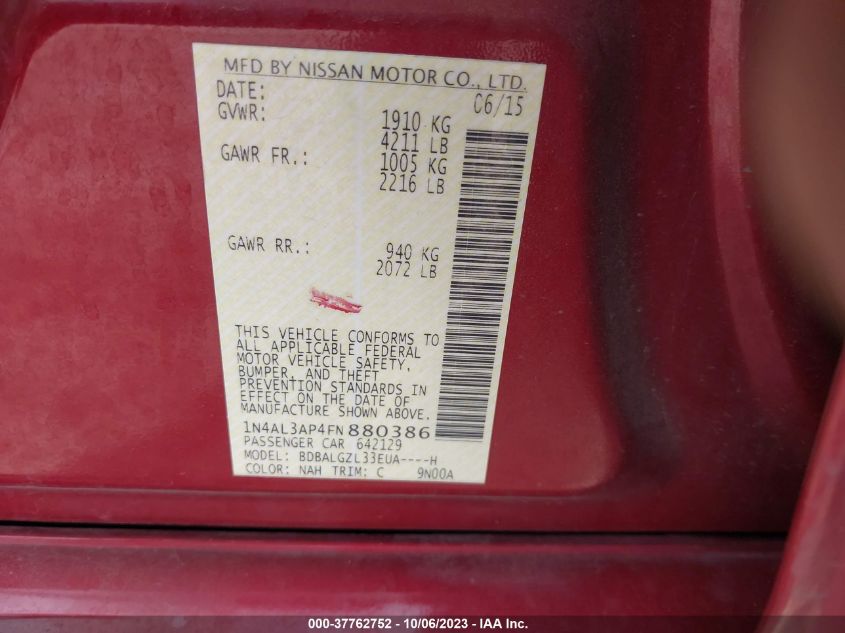 MFD BY NISSAN MOTOR CO., LTD.
DATE: 06/15
GVWR: 1910 KG
4211 LB
GAWR FR.: 1005 KG
2216 LB
GAWR RR.: 940 KG
2072 LB
THIS VEHICLE CONFORMS TO
ALL APPLICABLE FEDERAL
MOTOR VEHICLE SAFETY,
BUMPER, AND THEFT
PREVENTION STANDARDS IN
EFFECT ON THE DATE OF
MANUFACTURE SHOWN ABOVE.
1N4AL3AP4FN880386
PASSENGER CAR 642129
MODEL: BDBALGZL33EUA----H
COLOR: NAH TRIM: C 9N00A
000-37762752 - 10/06/2023 - IAA Inc.